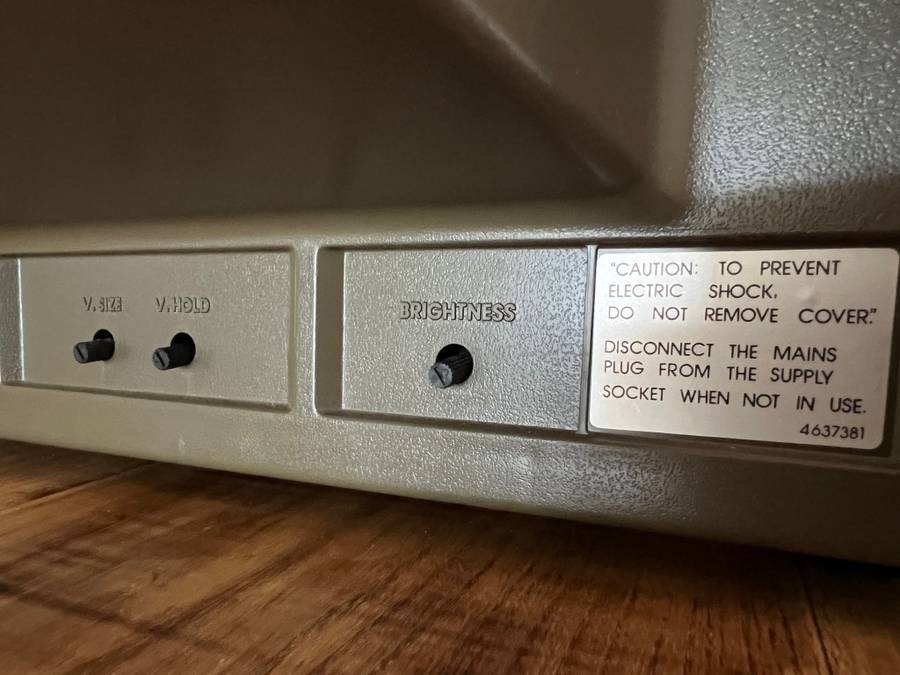 V. SIZE V. HOLD
BRIGHTNESS
"CAUTION: TO PREVENT
ELECTRIC SHOCK,
DO NOT REMOVE COVER."
DISCONNECT THE MAINS
PLUG FROM THE SUPPLY
SOCKET WHEN NOT IN USE.
4637381